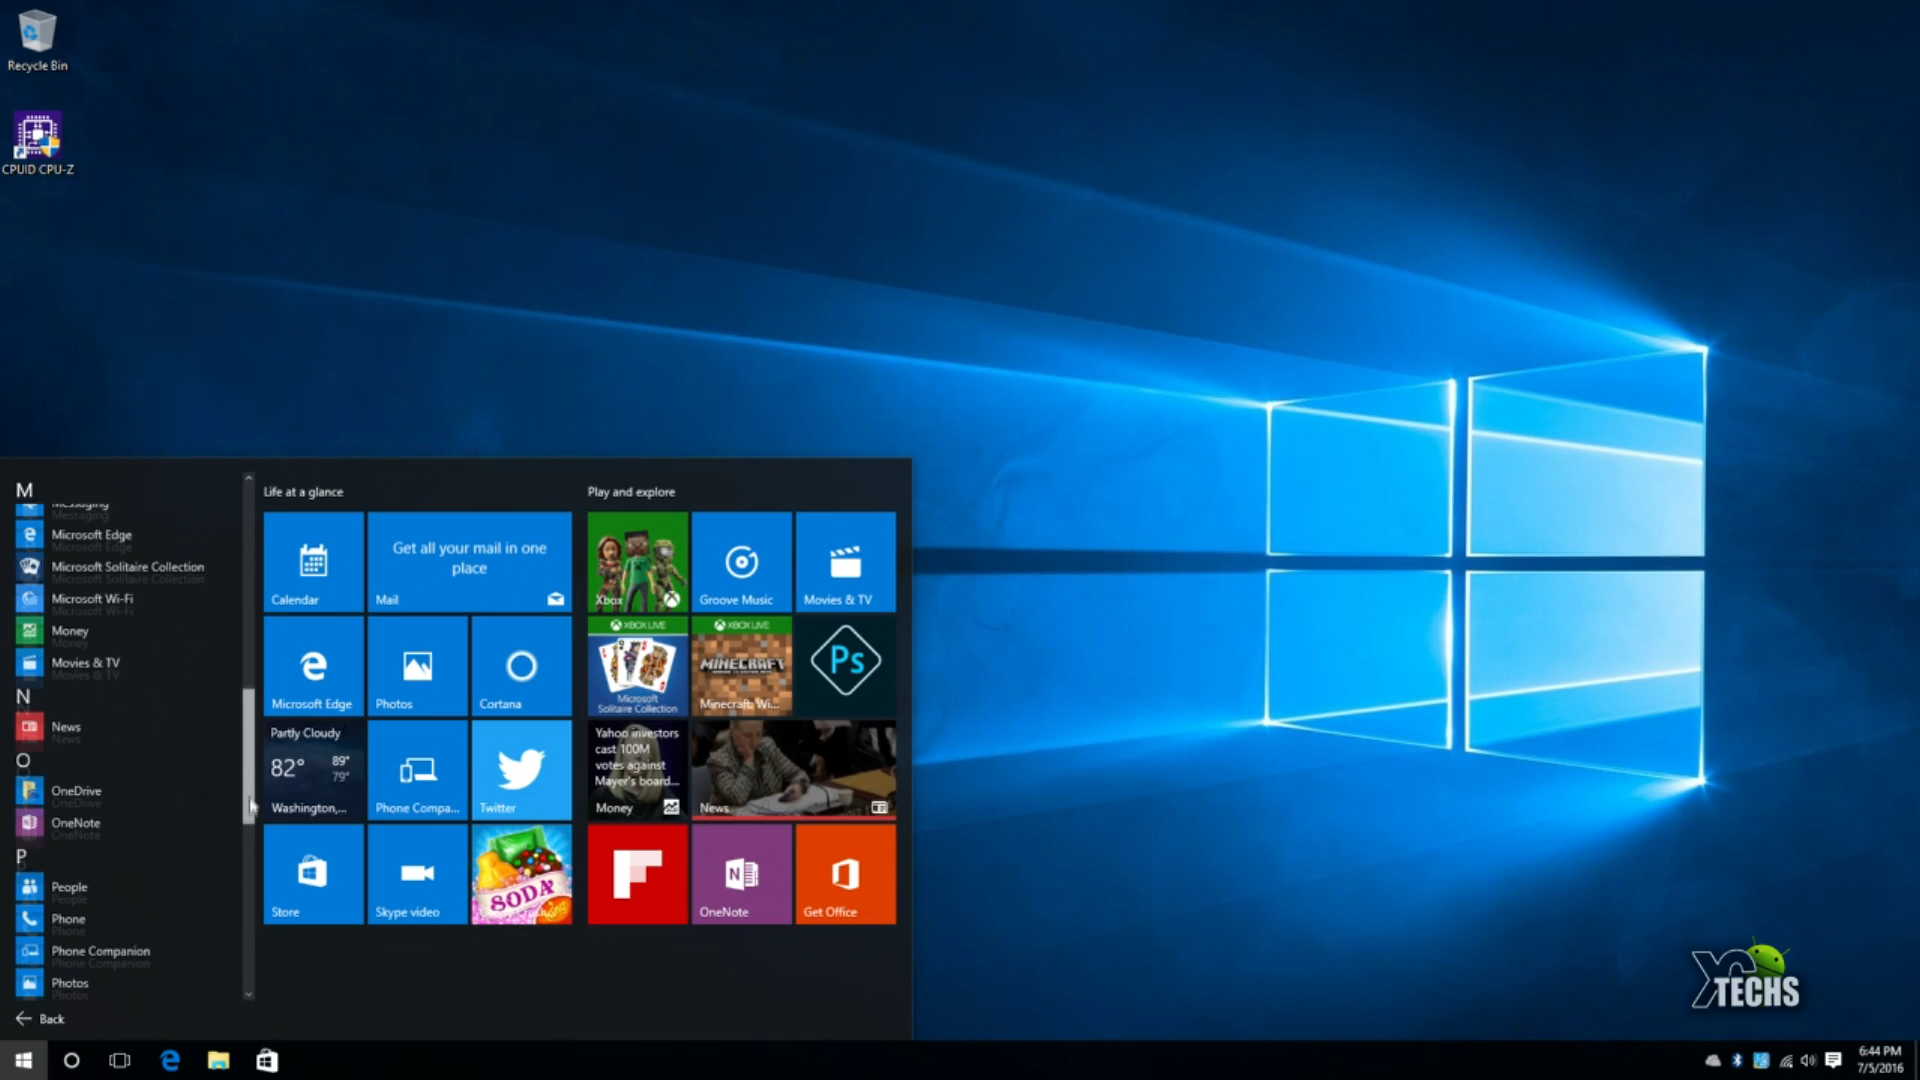 Recycle Bin
CPUID CPU-Z
M
Messaging
Microsoft Edge
Microsoft Solitaire Collection
Microsoft Wi-Fi
Money
Movies & TV
N
News
O
OneDrive
OneNote
P
People
Phone
Phone Companion
Photos
Back
Life at a glance
Calendar
Get all your mail in one
place
Mail
Microsoft Edge
Photos
Cortana
Partly Cloudy
82° 89° 79°
Washington,...
Phone Compa...
Twitter
Store
Skype video
SODA
Play and explore
Xbox
Groove Music
Movies & TV
XBOX LIVE
Microsoft
Solitaire Collection
XBOX LIVE
MINECRAFT
Minecraft: Wi...
Ps
Yahoo investors
cast 100M
votes against
Mayer's board...
Money
News
OneNote
Get Office
TECHS
6:44 PM
7/5/2016